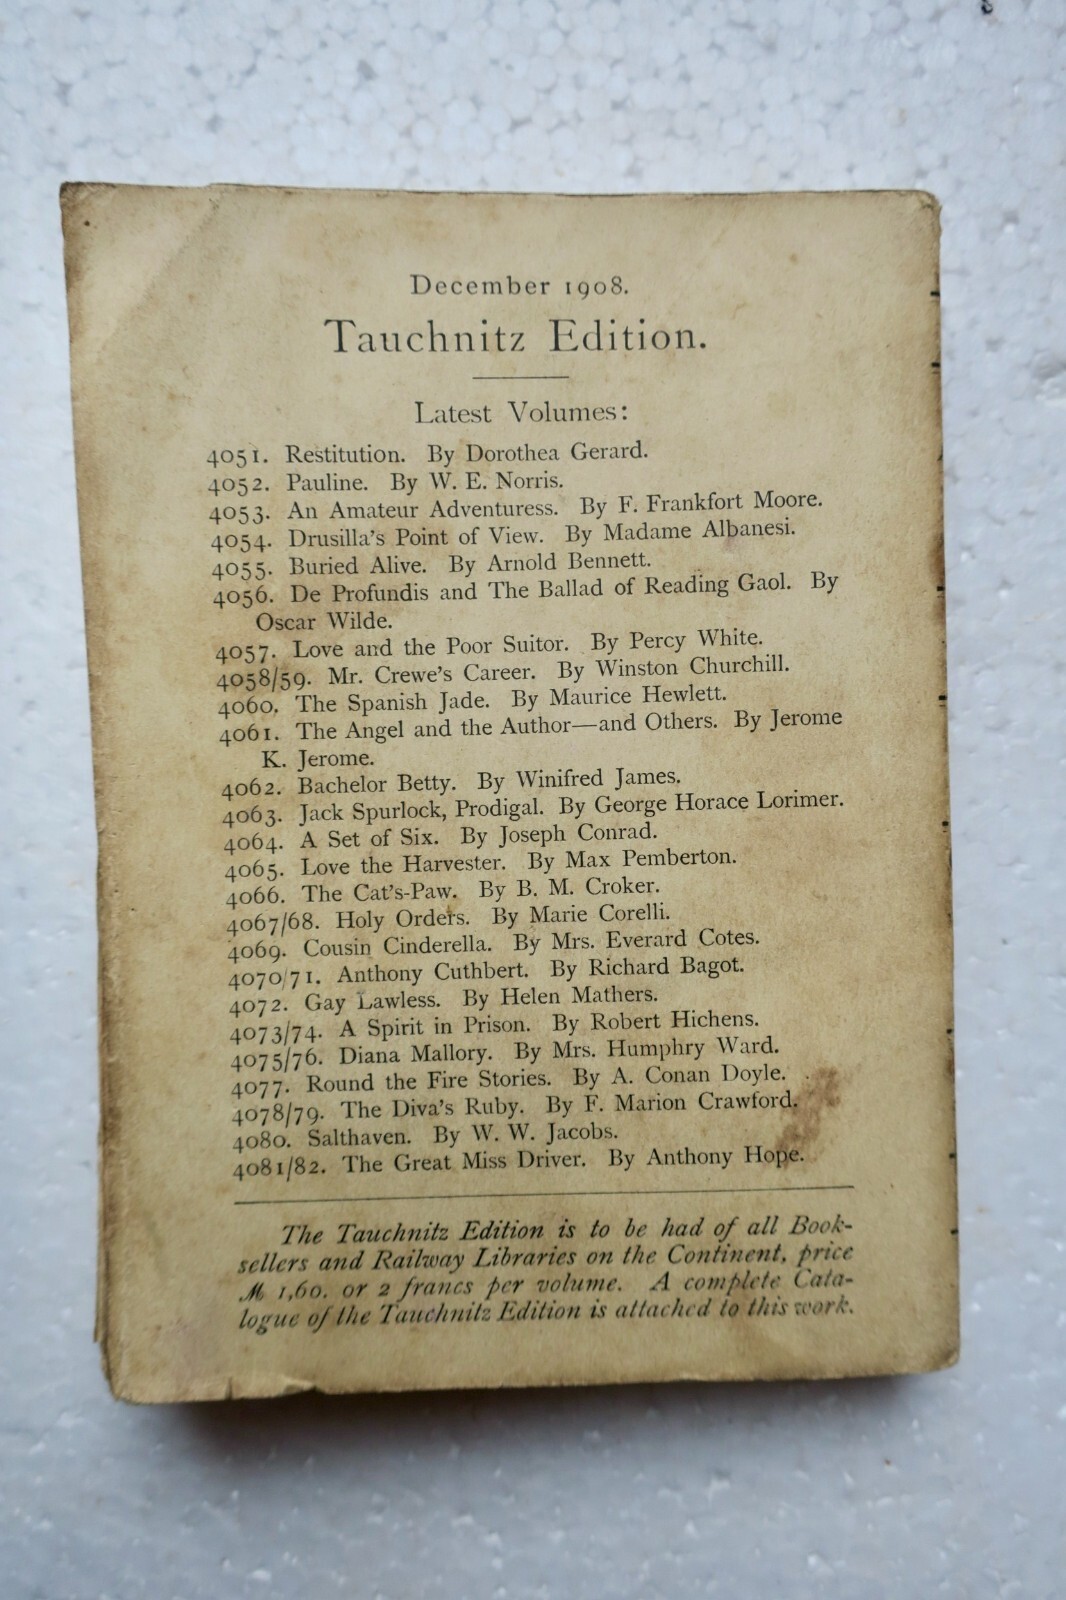 December 1908.
Tauchnitz Edition.
Latest Volumes:
4051. Restitution. By Dorothea Gerard.
4052. Pauline. By W. E. Norris.
4053. An Amateur Adventuress. By F. Frankfort Moore.
4054. Drusilla's Point of View. By Madame Albanesi.
4055. Buried Alive. By Arnold Bennett.
4056. De Profundis and The Ballad of Reading Gaol. By
Oscar Wilde.
4057. Love and the Poor Suitor. By Percy White.
4058/59. Mr. Crewe's Career. By Winston Churchill.
4060. The Spanish Jade. By Maurice Hewlett.
4061. The Angel and the Author—and Others. By Jerome
K. Jerome.
4062. Bachelor Betty. By Winifred James.
4063. Jack Spurlock, Prodigal. By George Horace Lorimer.
4064. A Set of Six. By Joseph Conrad.
4065. Love the Harvester. By Max Pemberton.
4066. The Cat's-Paw. By B. M. Croker.
4067/68. Holy Orders. By Marie Corelli.
4069. Cousin Cinderella. By Mrs. Everard Cotes.
4070/71. Anthony Cuthbert. By Richard Bagot.
4072. Gay Lawless. By Helen Mathers.
4073/74. A Spirit in Prison. By Robert Hichens.
4075/76. Diana Mallory. By Mrs. Humphry Ward.
4077. Round the Fire Stories. By A. Conan Doyle.
4078/79. The Diva's Ruby. By F. Marion Crawford.
4080. Salthaven. By W. W. Jacobs.
4081/82. The Great Miss Driver. By Anthony Hope.
The Tauchnitz Edition is to be had of all Book-
sellers and Railway Libraries on the Continent, price
M 1,60. or 2 francs per volume. A complete Cata-
logue of the Tauchnitz Edition is attached to this work.